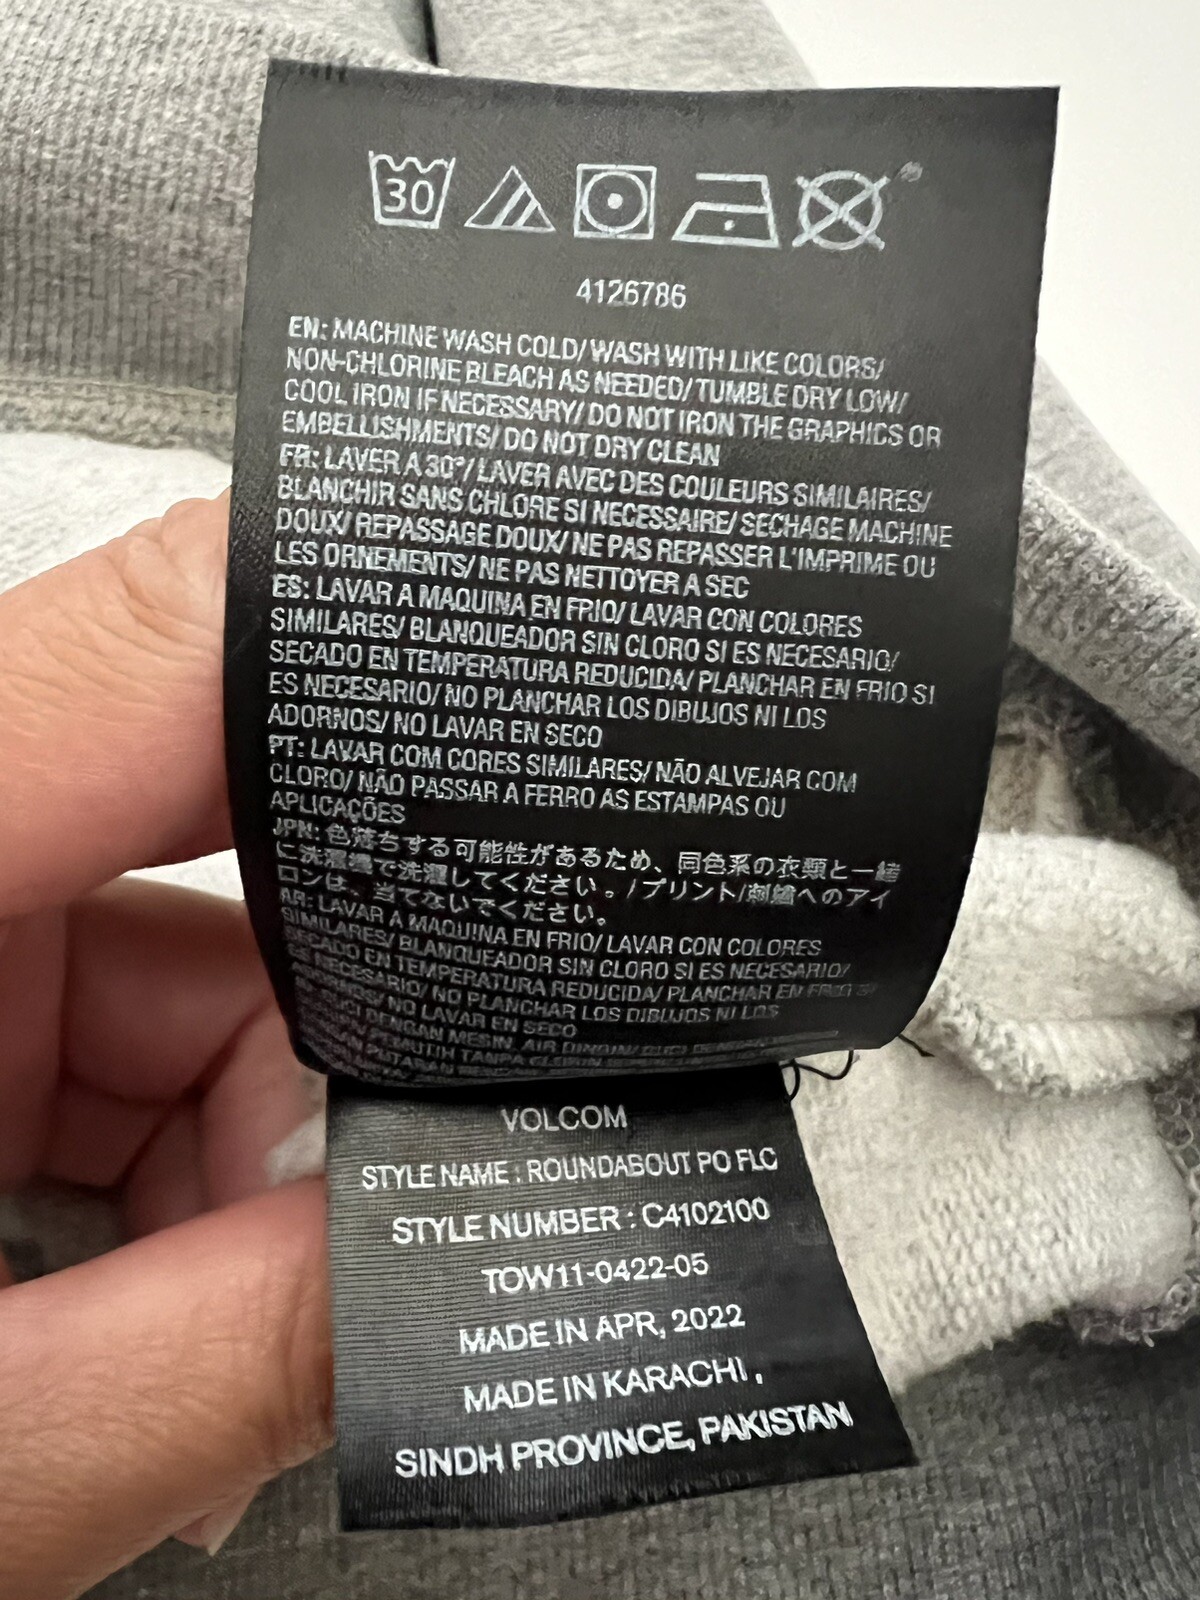 30
4126786
EN: MACHINE WASH COLD/ WASH WITH LIKE COLORS/
NON-CHLORINE BLEACH AS NEEDED/ TUMBLE DRY LOW/
COOL IRON IF NECESSARY/ DO NOT IRON THE GRAPHICS OR
EMBELLISHMENTS/ DO NOT DRY CLEAN
FR: LAVER A 30°/ LAVER AVEC DES COULEURS SIMILAIRES/
BLANCHIR SANS CHLORE SI NECESSAIRE/ SECHAGE MACHINE
DOUX/ REPASSAGE DOUX/ NE PAS REPASSER L'IMPRIME OU
LES ORNEMENTS/ NE PAS NETTOYER A SEC
ES: LAVAR A MAQUINA EN FRIO/ LAVAR CON COLORES
SIMILARES/ BLANQUEADOR SIN CLORO SI ES NECESARIO/
SECADO EN TEMPERATURA REDUCIDA/ PLANCHAR EN FRIO SI
ES NECESARIO/ NO PLANCHAR LOS DIBUJOS NI LOS
ADORNOS/ NO LAVAR EN SECO
PT: LAVAR COM CORES SIMILARES/ NÃO ALVEJAR COM
CLORO/ NÃO PASSAR A FERRO AS ESTAMPAS OU
APLICAÇÕES
JPN: 色落ちする可能性があるため、同色系の衣類と一緒
に洗濯機で洗濯してください。/プリント/刺繍へのアイ
ロンは、当てないでください。
AR: LAVAR A MAQUINA EN FRIO/ LAVAR CON COLORES
SIMILARES/ BLANQUEADOR SIN CLORO SI ES NECESARIO/
SECADO EN TEMPERATURA REDUCIDA/ PLANCHAR EN FRIO SI
ES NECESARIO/ NO PLANCHAR LOS DIBUJOS NI LOS
ADORNOS/ NO LAVAR EN SECO
DENGAN MESIN, AIR DINGIN/
PEMUTIH TANPA
PUTARAN
VOLCOM
STYLE NAME : ROUNDABOUT PO FLC
STYLE NUMBER : C4102100
TOW11-0422-05
MADE IN APR, 2022
MADE IN KARACHI ,
SINDH PROVINCE, PAKISTAN